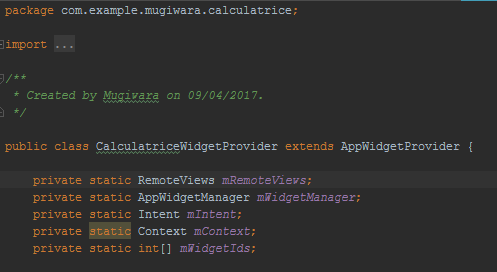 package com.example.mugiwara.calculatrice;
import ...
/**
* Created by Mugiwara on 09/04/2017.
*/
public class CalculatriceWidgetProvider extends AppWidgetProvider {
private static RemoteViews mRemoteViews;
private static AppWidgetManager mWidgetManager;
private static Intent mIntent;
private static Context mContext;
private static int[] mWidgetIds;